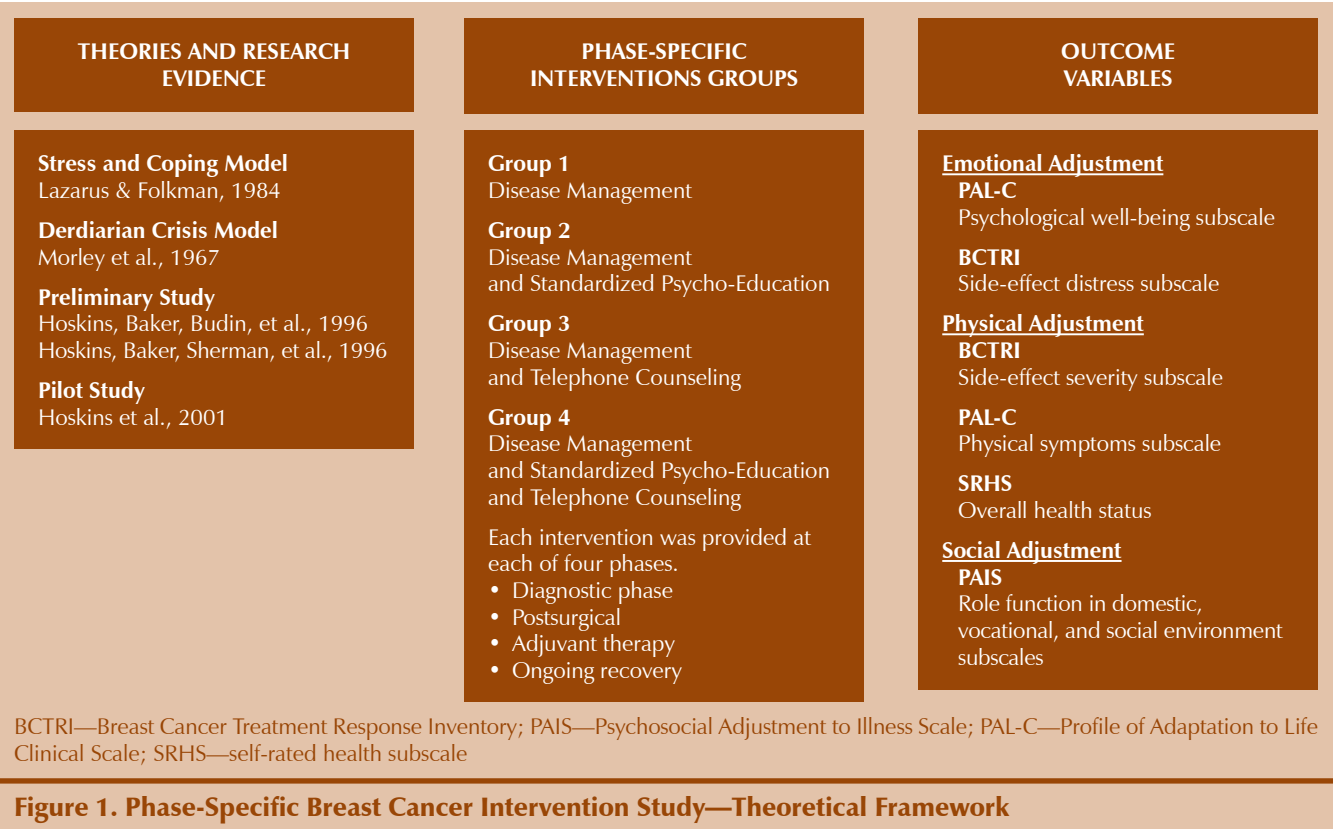 THEORIES AND RESEARCH
EVIDENCE
Stress and Coping Model
Lazarus & Folkman, 1984
Derdiarian Crisis Model
Morley et al., 1967
Preliminary Study
Hoskins, Baker, Budin, et al., 1996
Hoskins, Baker, Sherman, et al., 1996
Pilot Study
Hoskins et al., 2001
PHASE-SPECIFIC
INTERVENTIONS GROUPS
Group 1
Disease Management
Group 2
Disease Management
and Standardized Psycho-Education
Group 3
Disease Management
and Telephone Counseling
Group 4
Disease Management
and Standardized Psycho-Education
and Telephone Counseling
Each intervention was provided at
each of four phases.
• Diagnostic phase
• Postsurgical
• Adjuvant therapy
• Ongoing recovery
OUTCOME
VARIABLES
Emotional Adjustment
PAL-C
Psychological well-being subscale
BCTRI
Side-effect distress subscale
Physical Adjustment
BCTRI
Side-effect severity subscale
PAL-C
Physical symptoms subscale
SRHS
Overall health status
Social Adjustment
PAIS
Role function in domestic,
vocational, and social environment
subscales
BCTRI—Breast Cancer Treatment Response Inventory; PAIS—Psychosocial Adjustment to Illness Scale; PAL-C—Profile of Adaptation to Life
Clinical Scale; SRHS—self-rated health subscale
Figure 1. Phase-Specific Breast Cancer Intervention Study—Theoretical Framework